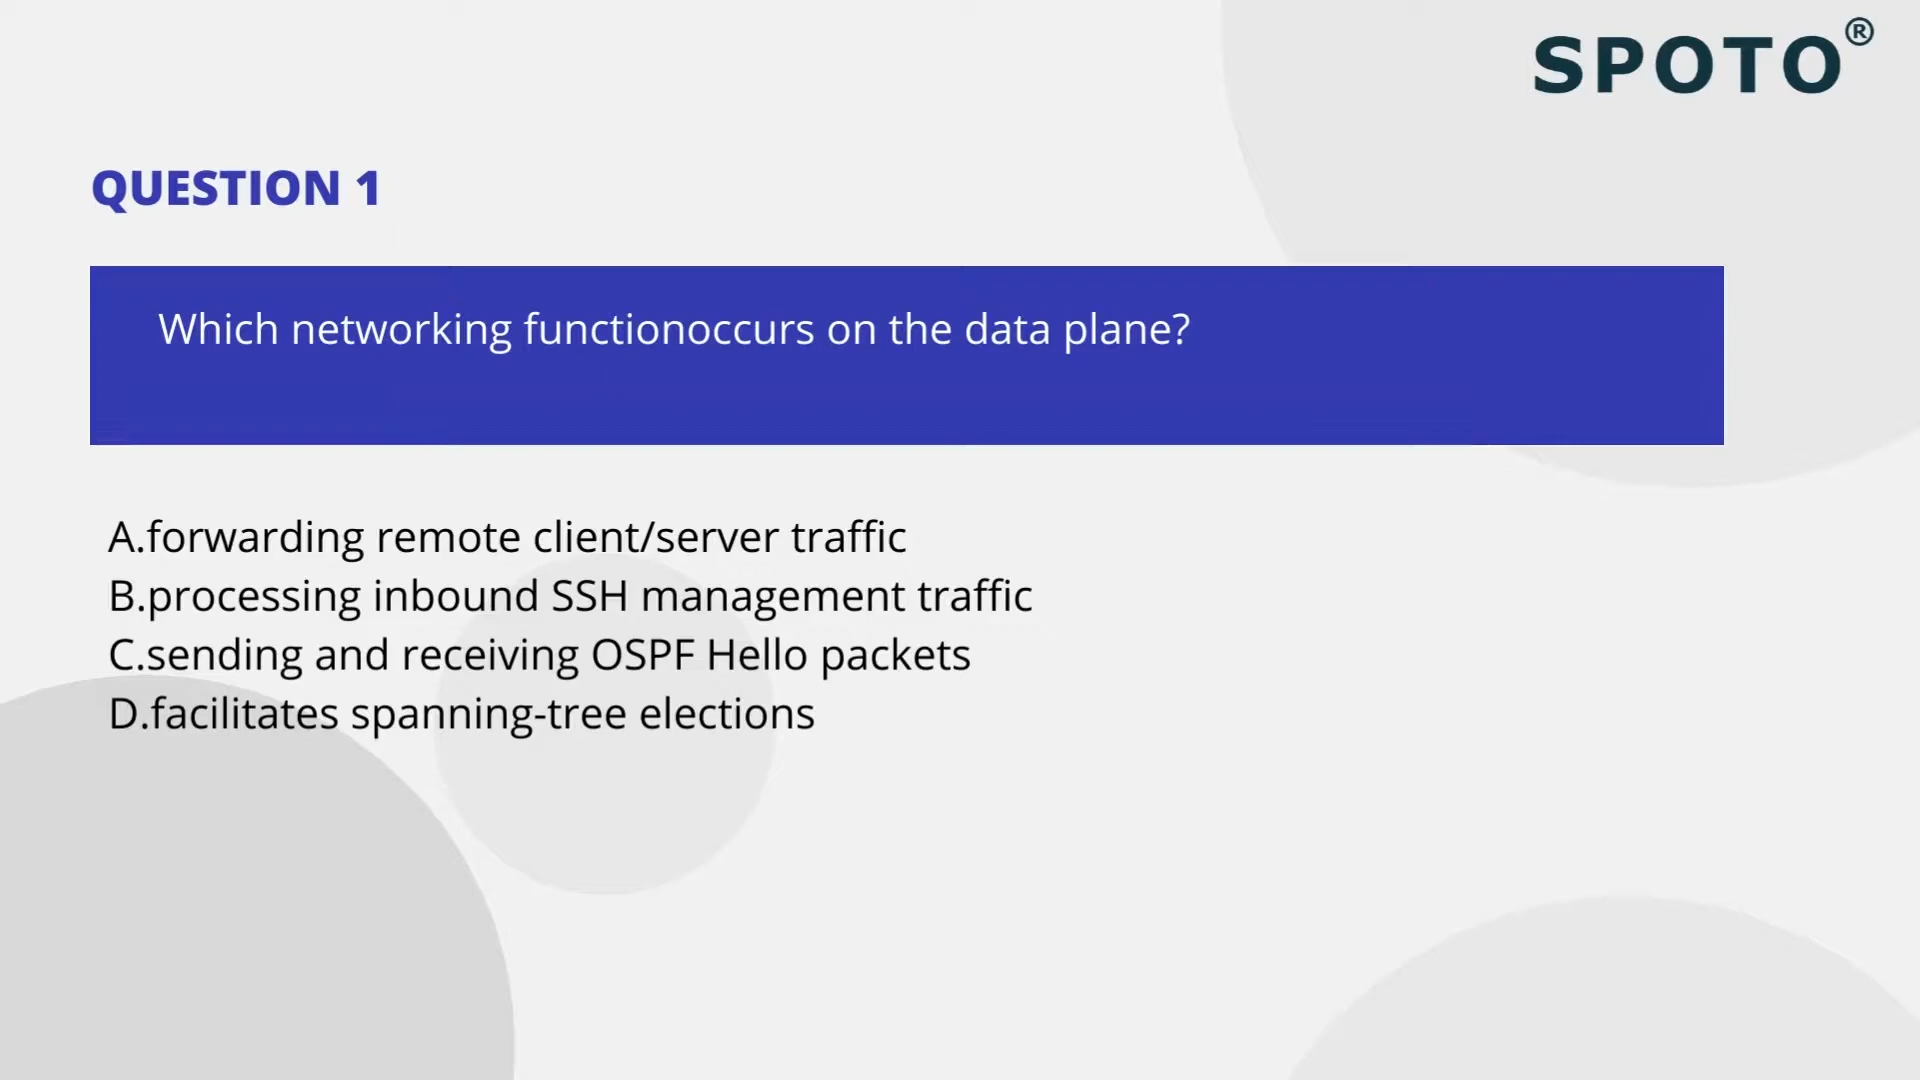 SPOTO®
QUESTION 1
Which networking functionoccurs on the data plane?
A.forwarding remote client/server traffic
B.processing inbound SSH management traffic
C.sending and receiving OSPF Hello packets
D.facilitates spanning-tree elections